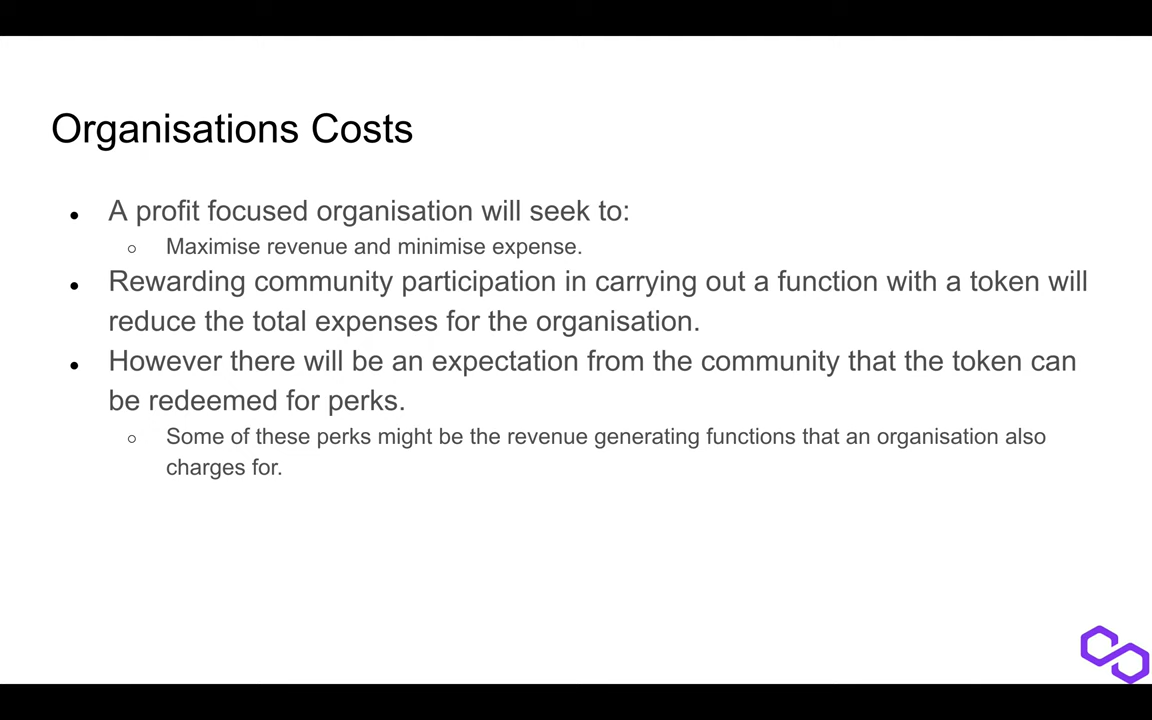 Organisations Costs
A profit focused organisation will seek to:
Maximise revenue and minimise expense.
Rewarding community participation in carrying out a function with a token will
reduce the total expenses for the organisation.
However there will be an expectation from the community that the token can
be redeemed for perks.
Some of these perks might be the revenue generating functions that an organisation also
charges for.